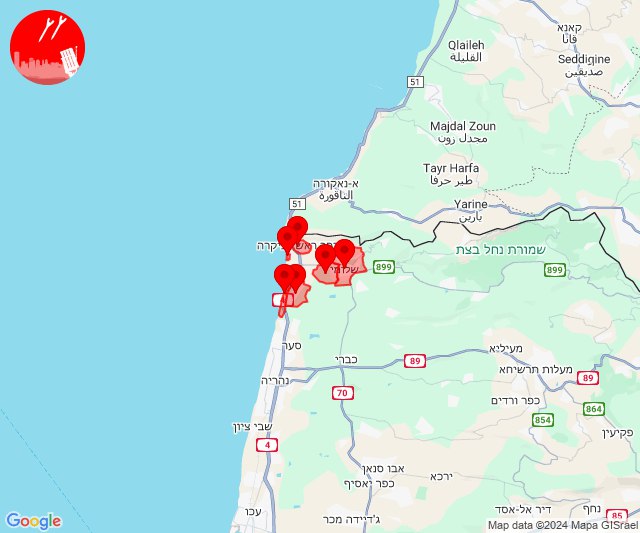 קאנא
قانا
Qlaileh
القليلة
Seddiqine
صديقين
51
Majdal Zoun
مجدل زون
Tayr Harfa
طير حرفا
א-נאקורה
الناقورة
51
Yarine
يارين
שמורת נחל בצת
899
899
שלומי
סער
מעיליא
כברי
89
מעלות תרשיחא
89
נהריה
70
כפר ורדים
864
854
שבי ציון
פקיעין
4
אבו סנאן
ירכא
כפר יאסיף
עכו
דיר אל-אסד
נחף
ג'דיידה מכר
85
Google
Map data ©2024 Mapa GISrael